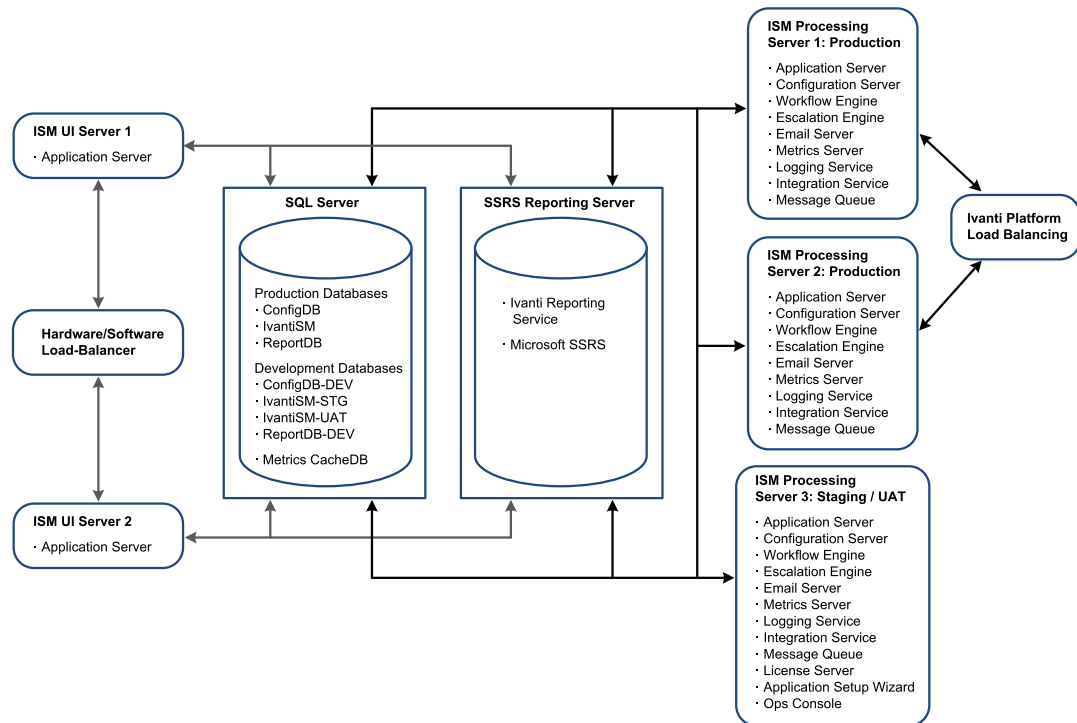 ISM UI Server 1
· Application Server
Hardware/Software
Load-Balancer
ISM UI Server 2
· Application Server
SQL Server
Production Databases
· ConfigDB
· IvantiSM
· ReportDB
Development Databases
· ConfigDB-DEV
· IvantiSM-STG
· IvantiSM-UAT
· ReportDB-DEV
· Metrics CacheDB
SSRS Reporting Server
· Ivanti Reporting
Service
· Microsoft SSRS
ISM Processing
Server 1: Production
· Application Server
· Configuration Server
· Workflow Engine
· Escalation Engine
· Email Server
· Metrics Server
· Logging Service
· Integration Service
· Message Queue
ISM Processing
Server 2: Production
· Application Server
· Configuration Server
· Workflow Engine
· Escalation Engine
· Email Server
· Metrics Server
· Logging Service
· Integration Service
· Message Queue
ISM Processing
Server 3: Staging / UAT
· Application Server
· Configuration Server
· Workflow Engine
· Escalation Engine
· Email Server
· Metrics Server
· Logging Service
· Integration Service
· Message Queue
· License Server
· Application Setup Wizard
· Ops Console
Ivanti Platform
Load Balancing